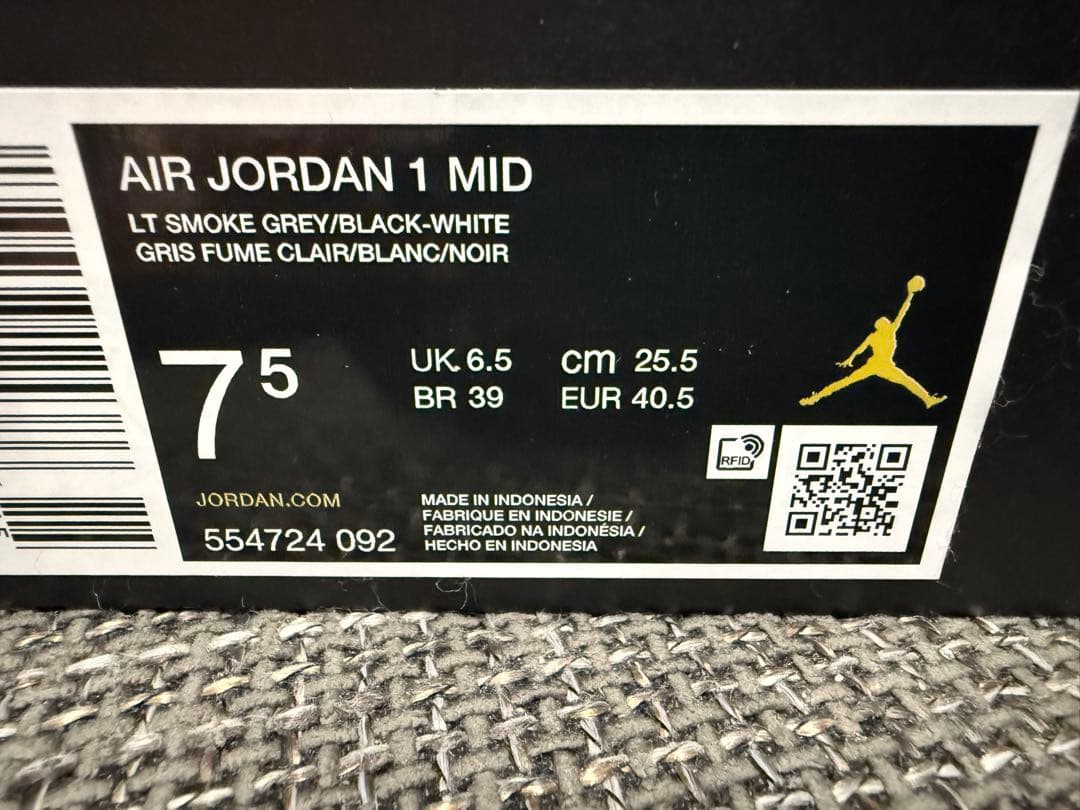 AIR JORDAN 1 MID
LT SMOKE GREY/BLACK-WHITE
GRIS FUME CLAIR/BLANC/NOIR
7 5
UK 6.5 cm 25.5
BR 39 EUR 40.5
RFID
JORDAN.COM
554724 092
MADE IN INDONESIA /
FABRIQUE EN INDONESIE /
FABRICADO NA INDONÉSIA /
HECHO EN INDONESIA